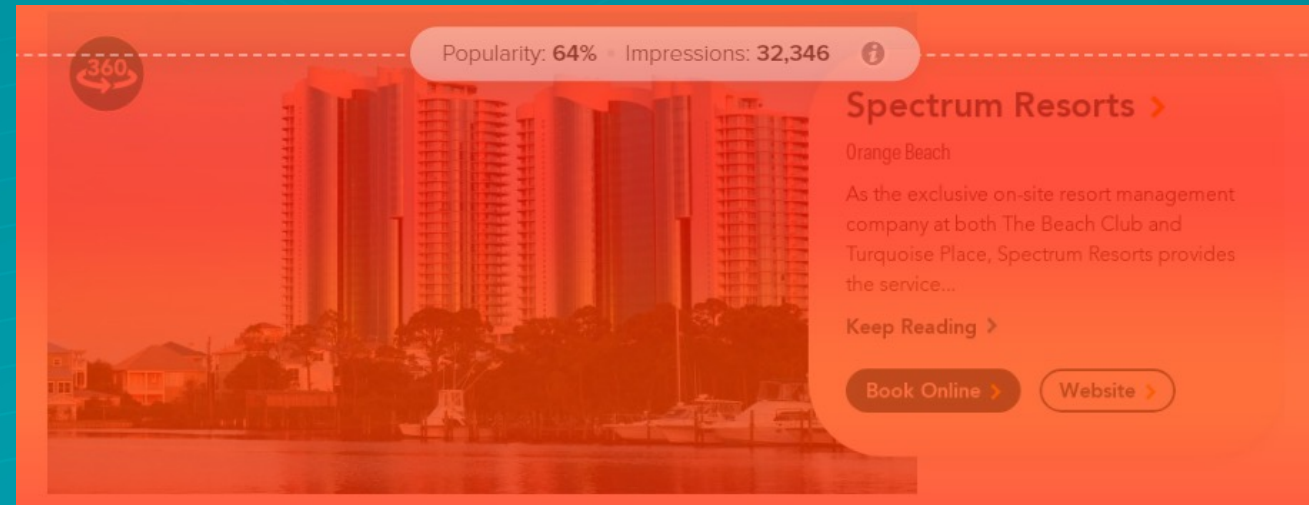 360
Popularity: 64% • Impressions: 32,346 i
Spectrum Resorts >
Orange Beach
As the exclusive on-site resort management
company at both The Beach Club and
Turquoise Place, Spectrum Resorts provides
the service...
Keep Reading >
Book Online > Website >